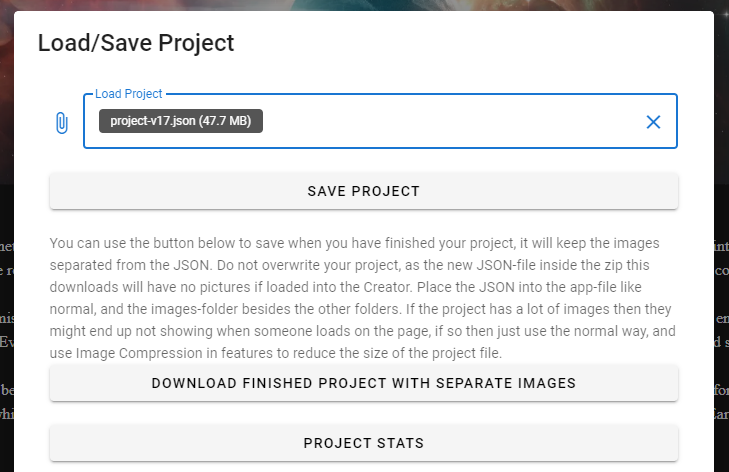 Load/Save Project
Load Project
project-v17.json (47.7 MB)
SAVE PROJECT
You can use the button below to save when you have finished your project, it will keep the images
separated from the JSON. Do not overwrite your project, as the new JSON-file inside the zip this
downloads will have no pictures if loaded into the Creator. Place the JSON into the app-file like
normal, and the images-folder besides the other folders. If the project has a lot of images then they
might end up not showing when someone loads on the page, if so then just use the normal way, and
use Image Compression in features to reduce the size of the project file.
DOWNLOAD FINISHED PROJECT WITH SEPARATE IMAGES
PROJECT STATS